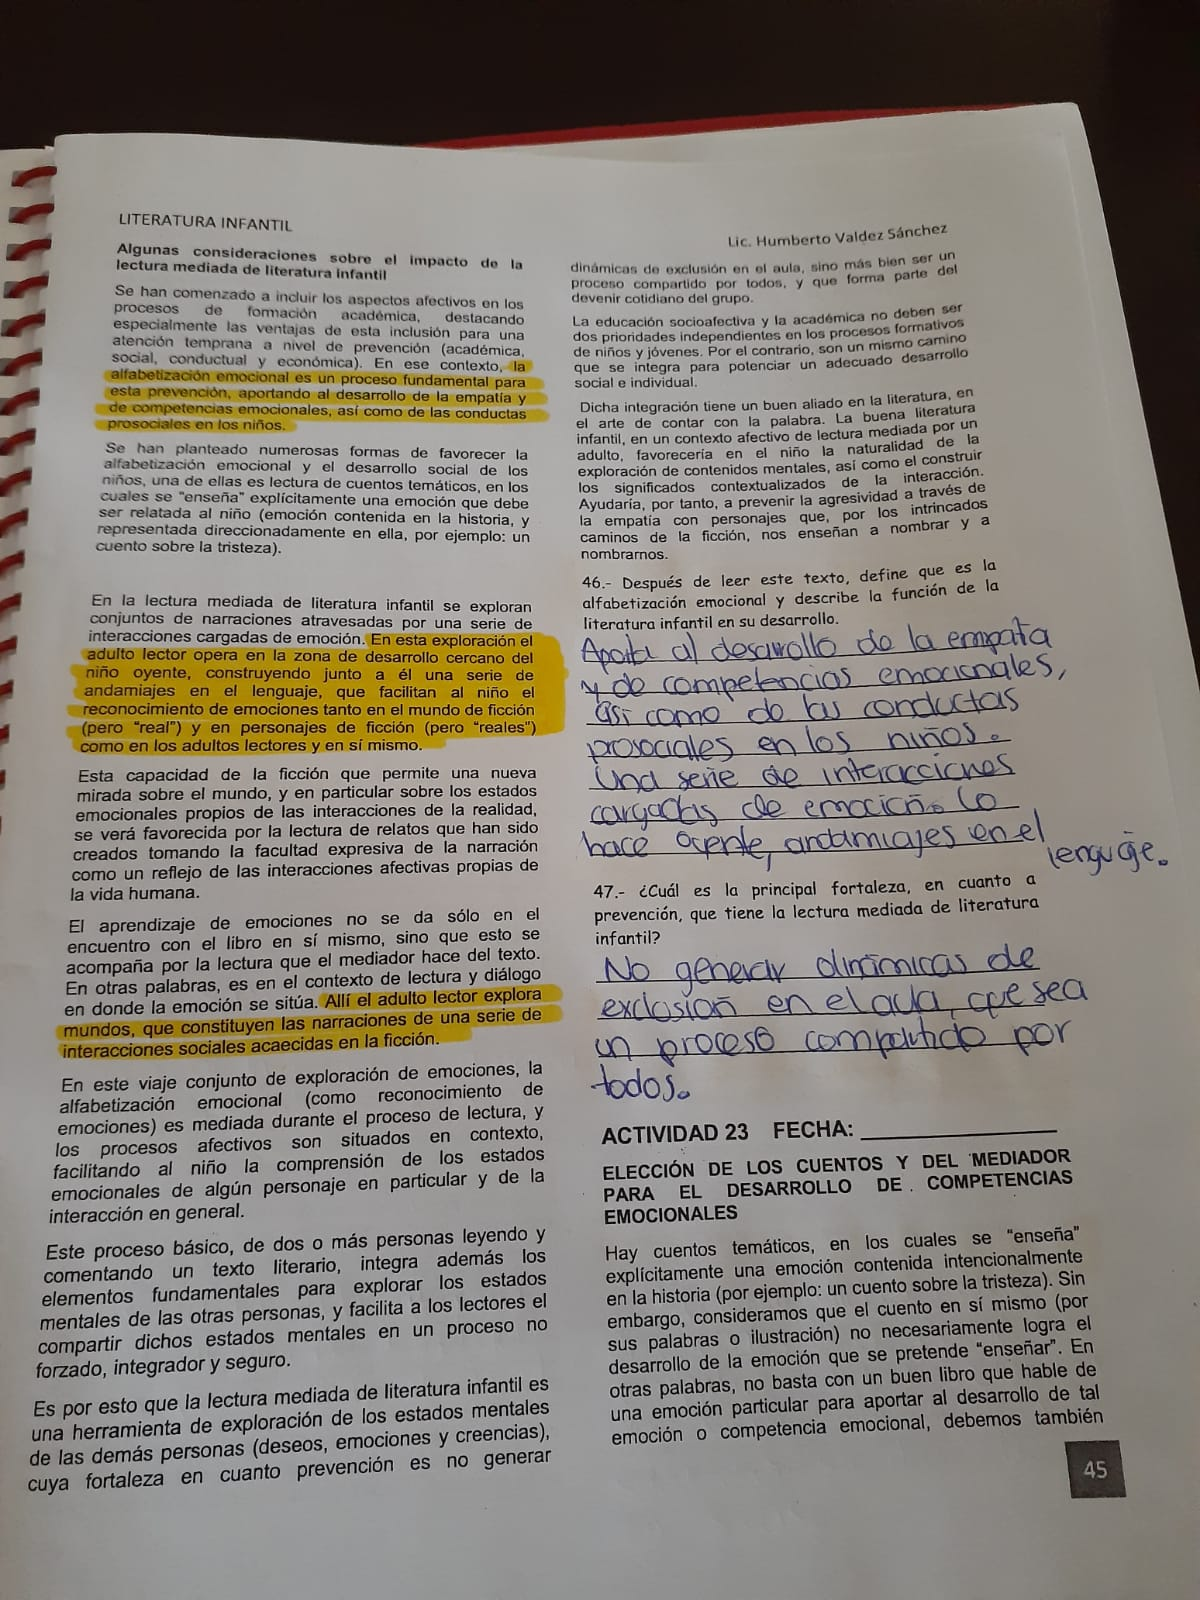 LITERATURA INFANTIL
Lic. Humberto Valdez Sánchez
Algunas consideraciones sobre el impacto de la
lectura mediada de literatura infantil
Se han comenzado a incluir los aspectos afectivos en los
procesos de formación académica, destacando
especialmente las ventajas de esta inclusión para una
atención temprana a nivel de prevención (académica,
social, conductual y económica). En ese contexto, la
alfabetización emocional es un proceso fundamental para
esta prevención, aportando al desarrollo de la empatía y
de competencias emocionales, así como de las conductas
prosociales en los niños.
Se han planteado numerosas formas de favorecer la
alfabetización emocional y el desarrollo social de los
niños, una de ellas es lectura de cuentos temáticos, en los
cuales se "enseña" explícitamente una emoción que debe
ser relatada al niño (emoción contenida en la historia, y
representada direccionadamente en ella, por ejemplo: un
cuento sobre la tristeza).
En la lectura mediada de literatura infantil se exploran
conjuntos de narraciones atravesadas por una serie de
interacciones cargadas de emoción. En esta exploración el
adulto lector opera en la zona de desarrollo cercano del
niño oyente, construyendo junto a él una serie de
andamiajes en el lenguaje, que facilitan al niño el
reconocimiento de emociones tanto en el mundo de ficción
(pero "real") y en personajes de ficción (pero "reales")
como en los adultos lectores y en sí mismo.
Esta capacidad de la ficción que permite una nueva
mirada sobre el mundo, y en particular sobre los estados
emocionales propios de las interacciones de la realidad,
se verá favorecida por la lectura de relatos que han sido
creados tomando la facultad expresiva de la narración
como un reflejo de las interacciones afectivas propias de
la vida humana.
El aprendizaje de emociones no se da sólo en el
encuentro con el libro en sí mismo, sino que esto se
acompaña por la lectura que el mediador hace del texto.
En otras palabras, es en el contexto de lectura y diálogo
en donde la emoción se sitúa. Allí el adulto lector explora
mundos, que constituyen las narraciones de una serie de
interacciones sociales acaecidas en la ficción.
En este viaje conjunto de exploración de emociones, la
alfabetización emocional (como reconocimiento de
emociones) es mediada durante el proceso de lectura, y
los procesos afectivos son situados en contexto,
facilitando al niño la comprensión de los estados
emocionales de algún personaje en particular y de la
interacción en general.
Este proceso básico, de dos o más personas leyendo y
comentando un texto literario, integra además los
elementos fundamentales para explorar los estados
mentales de las otras personas, y facilita a los lectores el
compartir dichos estados mentales en un proceso no
forzado, integrador y seguro.
Es por esto que la lectura mediada de literatura infantil es
una herramienta de exploración de los estados mentales
de las demás personas (deseos, emociones y creencias),
cuya fortaleza en cuanto prevención es no generar
dinámicas de exclusión en el aula, sino más bien ser un
proceso compartido por todos, y que forma parte del
devenir cotidiano del grupo.
La educación socioafectiva y la académica no deben ser
dos prioridades independientes en los procesos formativos
de niños y jóvenes. Por el contrario, son un mismo camino
que se integra para potenciar un adecuado desarrollo
social e individual.
Dicha integración tiene un buen aliado en la literatura, en
el arte de contar con la palabra. La buena literatura
infantil, en un contexto afectivo de lectura mediada por un
adulto, favorecería en el niño la naturalidad de la
exploración de contenidos mentales, así como el construir
los significados contextualizados de la interacción.
Ayudaría, por tanto, a prevenir la agresividad a través de
la empatía con personajes que, por los intrincados
caminos de la ficción, nos enseñan a nombrar y a
nombrarnos.
46.- Después de leer este texto, define que es la
alfabetización emocional y describe la función de la
literatura infantil en su desarrollo.
Aporta al desarrollo de la empatia
y de competencias emocionales,
así como de las conductas
prosociales en los niños.
Una serie de interacciones
cargadas de emoción. Lo
hace oyente, andamiajes en el
lenguaje.
47.- ¿Cuál es la principal fortaleza, en cuanto a
prevención, que tiene la lectura mediada de literatura
infantil?
No generar dinámicas de
exclusión en el aula, que sea
un proceso compartido por
todos.
ACTIVIDAD 23 FECHA: ____________
ELECCIÓN DE LOS CUENTOS Y DEL MEDIADOR
PARA EL DESARROLLO DE COMPETENCIAS
EMOCIONALES
Hay cuentos temáticos, en los cuales se "enseña"
explícitamente una emoción contenida intencionalmente
en la historia (por ejemplo: un cuento sobre la tristeza). Sin
embargo, consideramos que el cuento en sí mismo (por
sus palabras o ilustración) no necesariamente logra el
desarrollo de la emoción que se pretende "enseñar". En
otras palabras, no basta con un buen libro que hable de
una emoción particular para aportar al desarrollo de tal
emoción o competencia emocional, debemos también
45